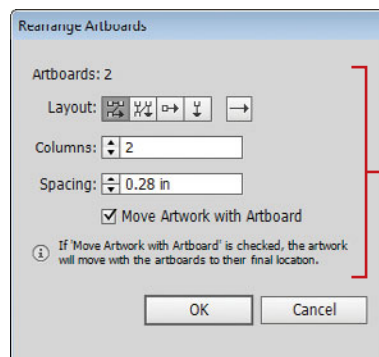 Rearrange Artboards
Artboards: 2
Layout:
Columns: 2
Spacing: 0.28 in
Move Artwork with Artboard
If 'Move Artwork with Artboard' is checked, the artwork
will move with the artboards to their final location.
OK Cancel